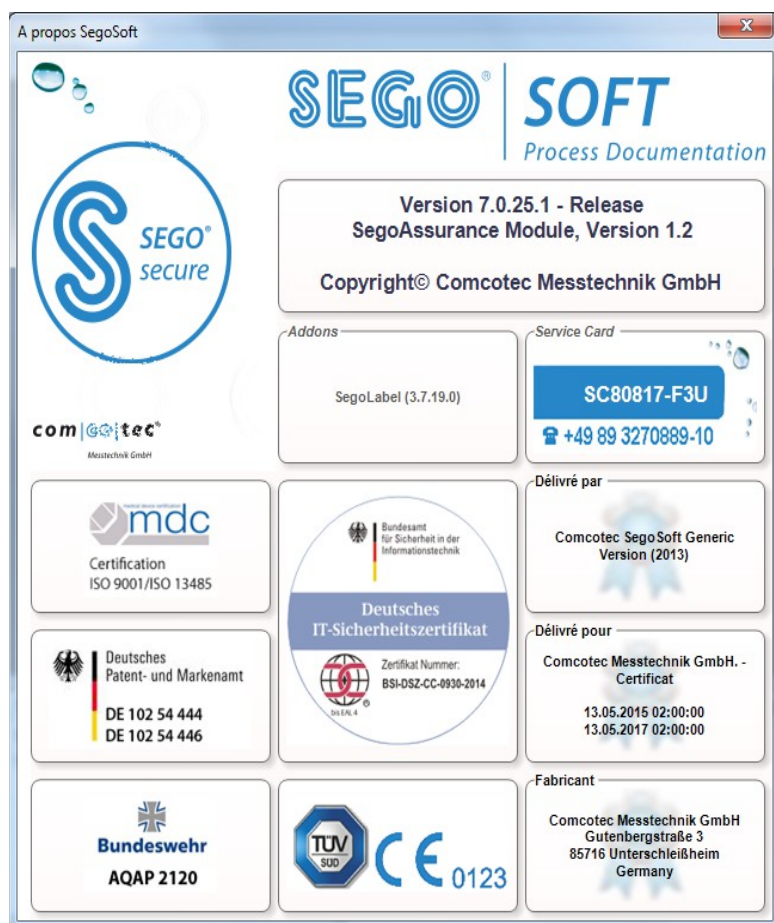 A propos SegoSoft
X
SEGO® SOFT
Process Documentation
SEGO®
secure
Version 7.0.25.1 - Release
SegoAssurance Module, Version 1.2
Copyright© Comcotec Messtechnik GmbH
Addons
SegoLabel (3.7.19.0)
Service Card
SC80817-F3U
☎ +49 89 3270889-10
com|co|tec®
Messtechnik GmbH
medical device certification
mdc
Certification
ISO 9001/ISO 13485
Bundesamt
für Sicherheit in der
Informationstechnik
Deutsches
IT-Sicherheitszertifikat
Zertifikat Nummer:
BSI-DSZ-CC-0930-2014
bis EAL 4
Délivré par
Comcotec SegoSoft Generic
Version (2013)
Deutsches
Patent- und Markenamt
DE 102 54 444
DE 102 54 446
Délivré pour
Comcotec Messtechnik GmbH. -
Certificat
13.05.2015 02:00:00
13.05.2017 02:00:00
Bundeswehr
AQAP 2120
TÜV
SÜD
CE 0123
Fabricant
Comcotec Messtechnik GmbH
Gutenbergstraße 3
85716 Unterschleißheim
Germany